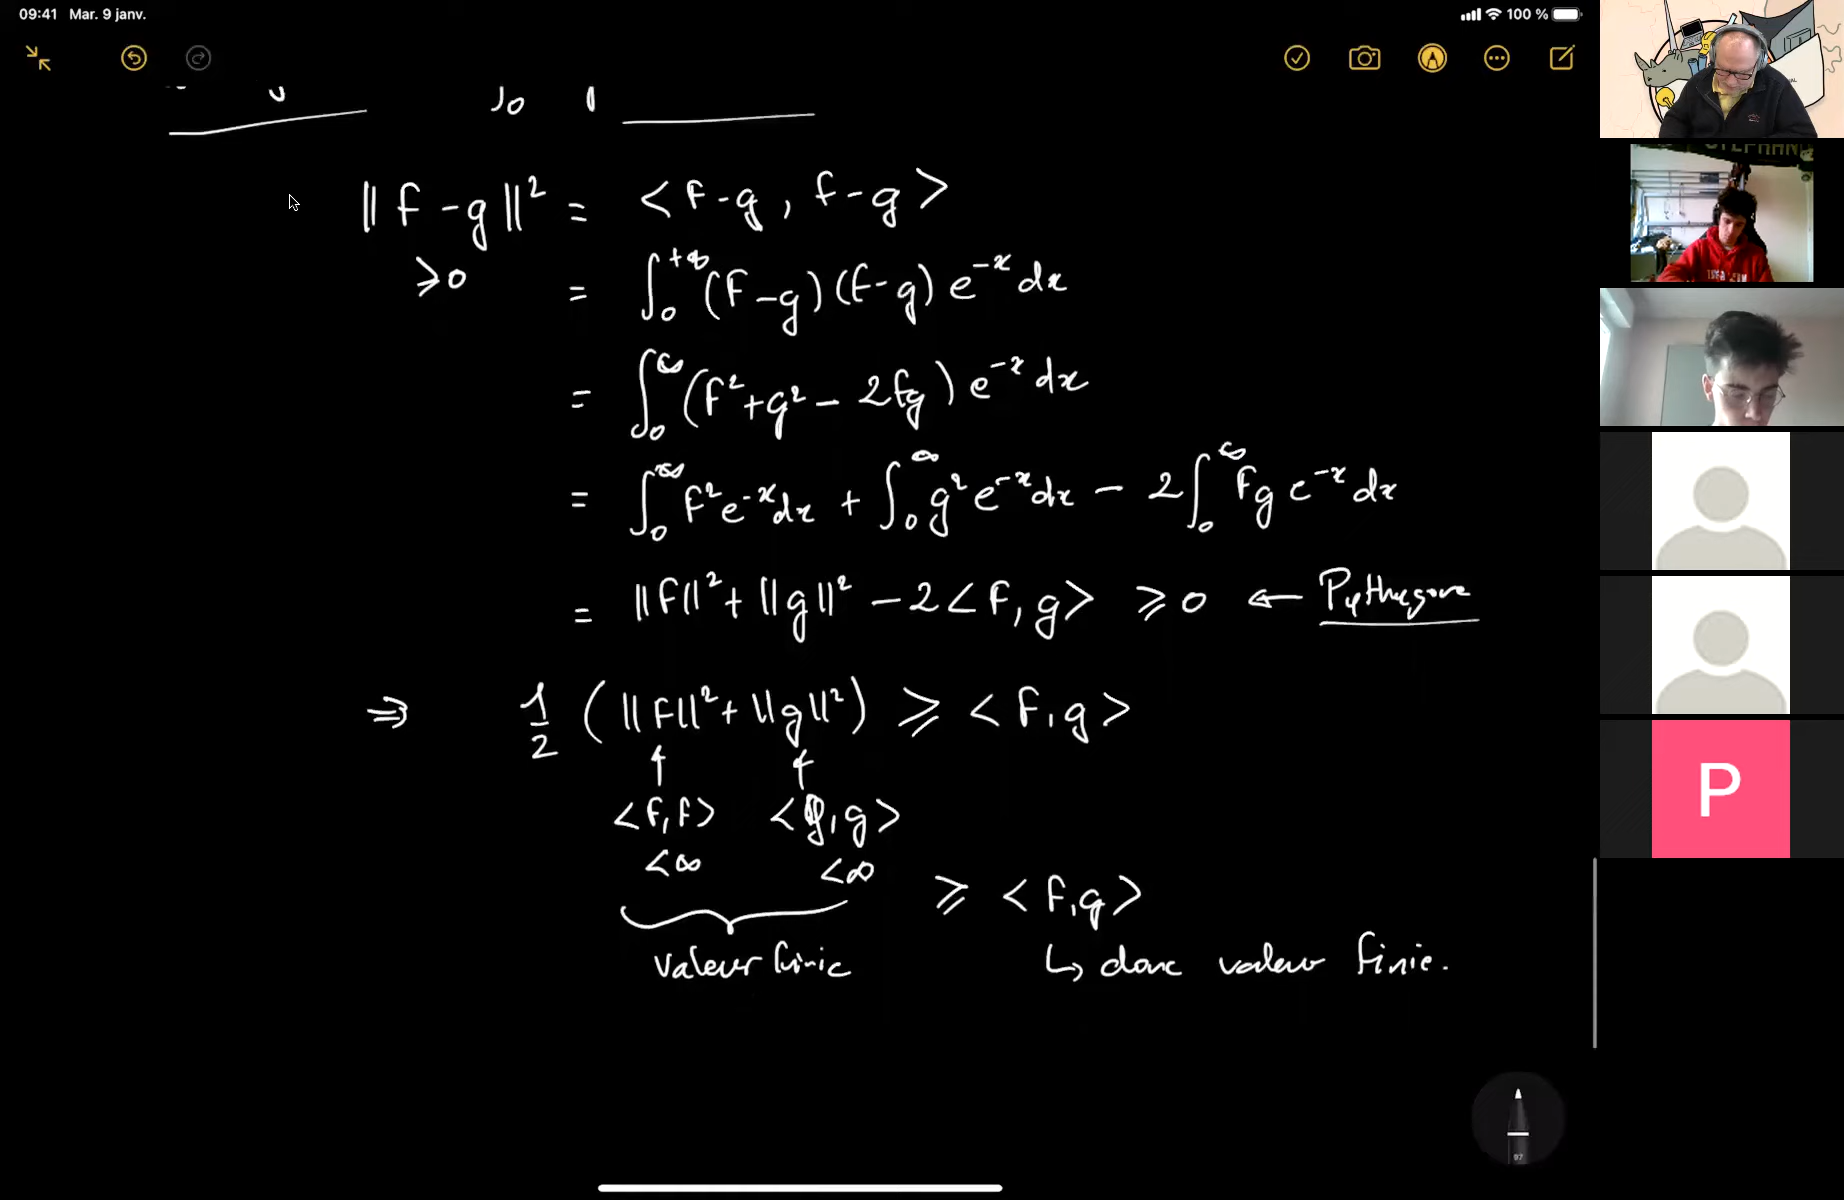 09:41 Mar. 9 janv. 100 %
‖f-g‖² = <f-g, f-g>
≥0
= ∫₀^{+∞} (f-g)(f-g) e^{-x} dx
= ∫₀^{∞} (f²+g²- 2fg) e^{-x} dx
= ∫₀^{∞} f² e^{-x} dx + ∫₀^{∞} g² e^{-x} dx - 2∫₀^{∞} fg e^{-x} dx
= ‖f‖² + ‖g‖² - 2<f, g> ≥ 0 ← Pythagore
⇒ 1/2 (‖f‖² + ‖g‖²) ≥ <f, g>
↑ ↑
<f, f> <g, g>
<∞ <∞
≥ <f, g>
valeur finie ↳ donc valeur finie.
97
P